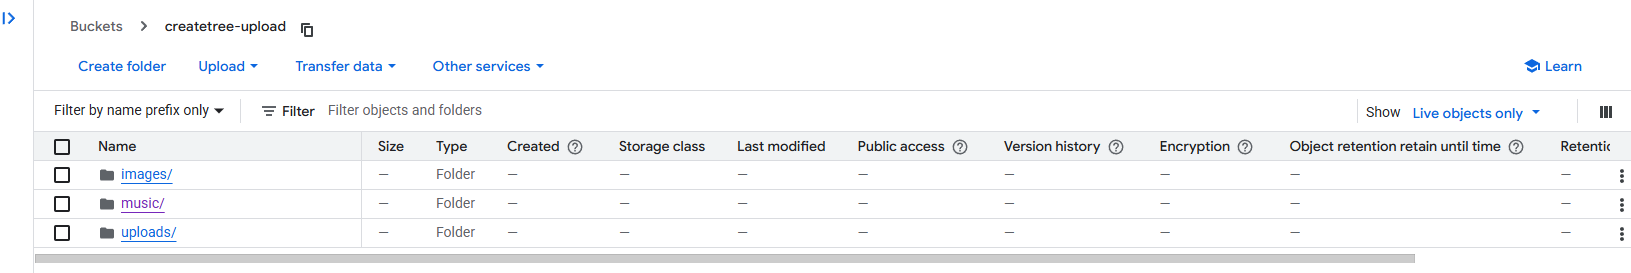 Buckets > createtree-upload
Create folder Upload Transfer data Other services Learn
Filter by name prefix only Filter Filter objects and folders Show Live objects only
Name Size Type Created Storage class Last modified Public access Version history Encryption Object retention retain until time Retentic
images/ — Folder — — — — — — — —
music/ — Folder — — — — — — — —
uploads/ — Folder — — — — — — — —